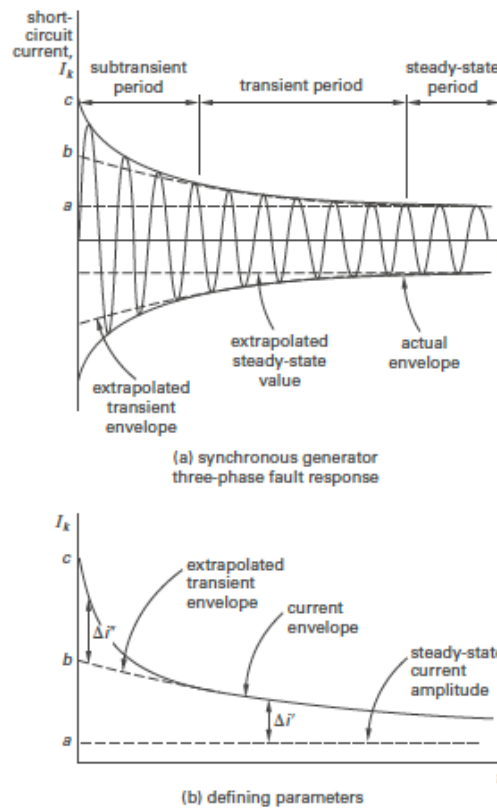 short-
circuit
current,
Iₖ
subtransient
period
transient period
steady-state
period
c
b
a
extrapolated
transient
envelope
extrapolated
steady-state
value
actual
envelope
(a) synchronous generator
three-phase fault response
Iₖ
c
extrapolated
transient
envelope
current
envelope
Δi″
steady-state
current
amplitude
b
Δi′
a
(b) defining parameters